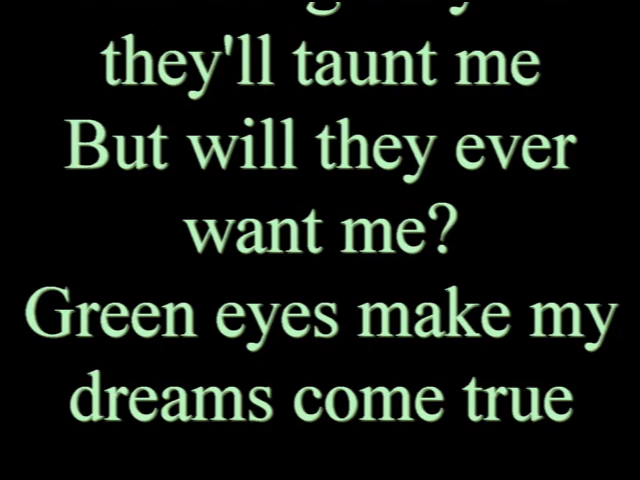 they'll taunt me
But will they ever
want me?
Green eyes make my
dreams come true